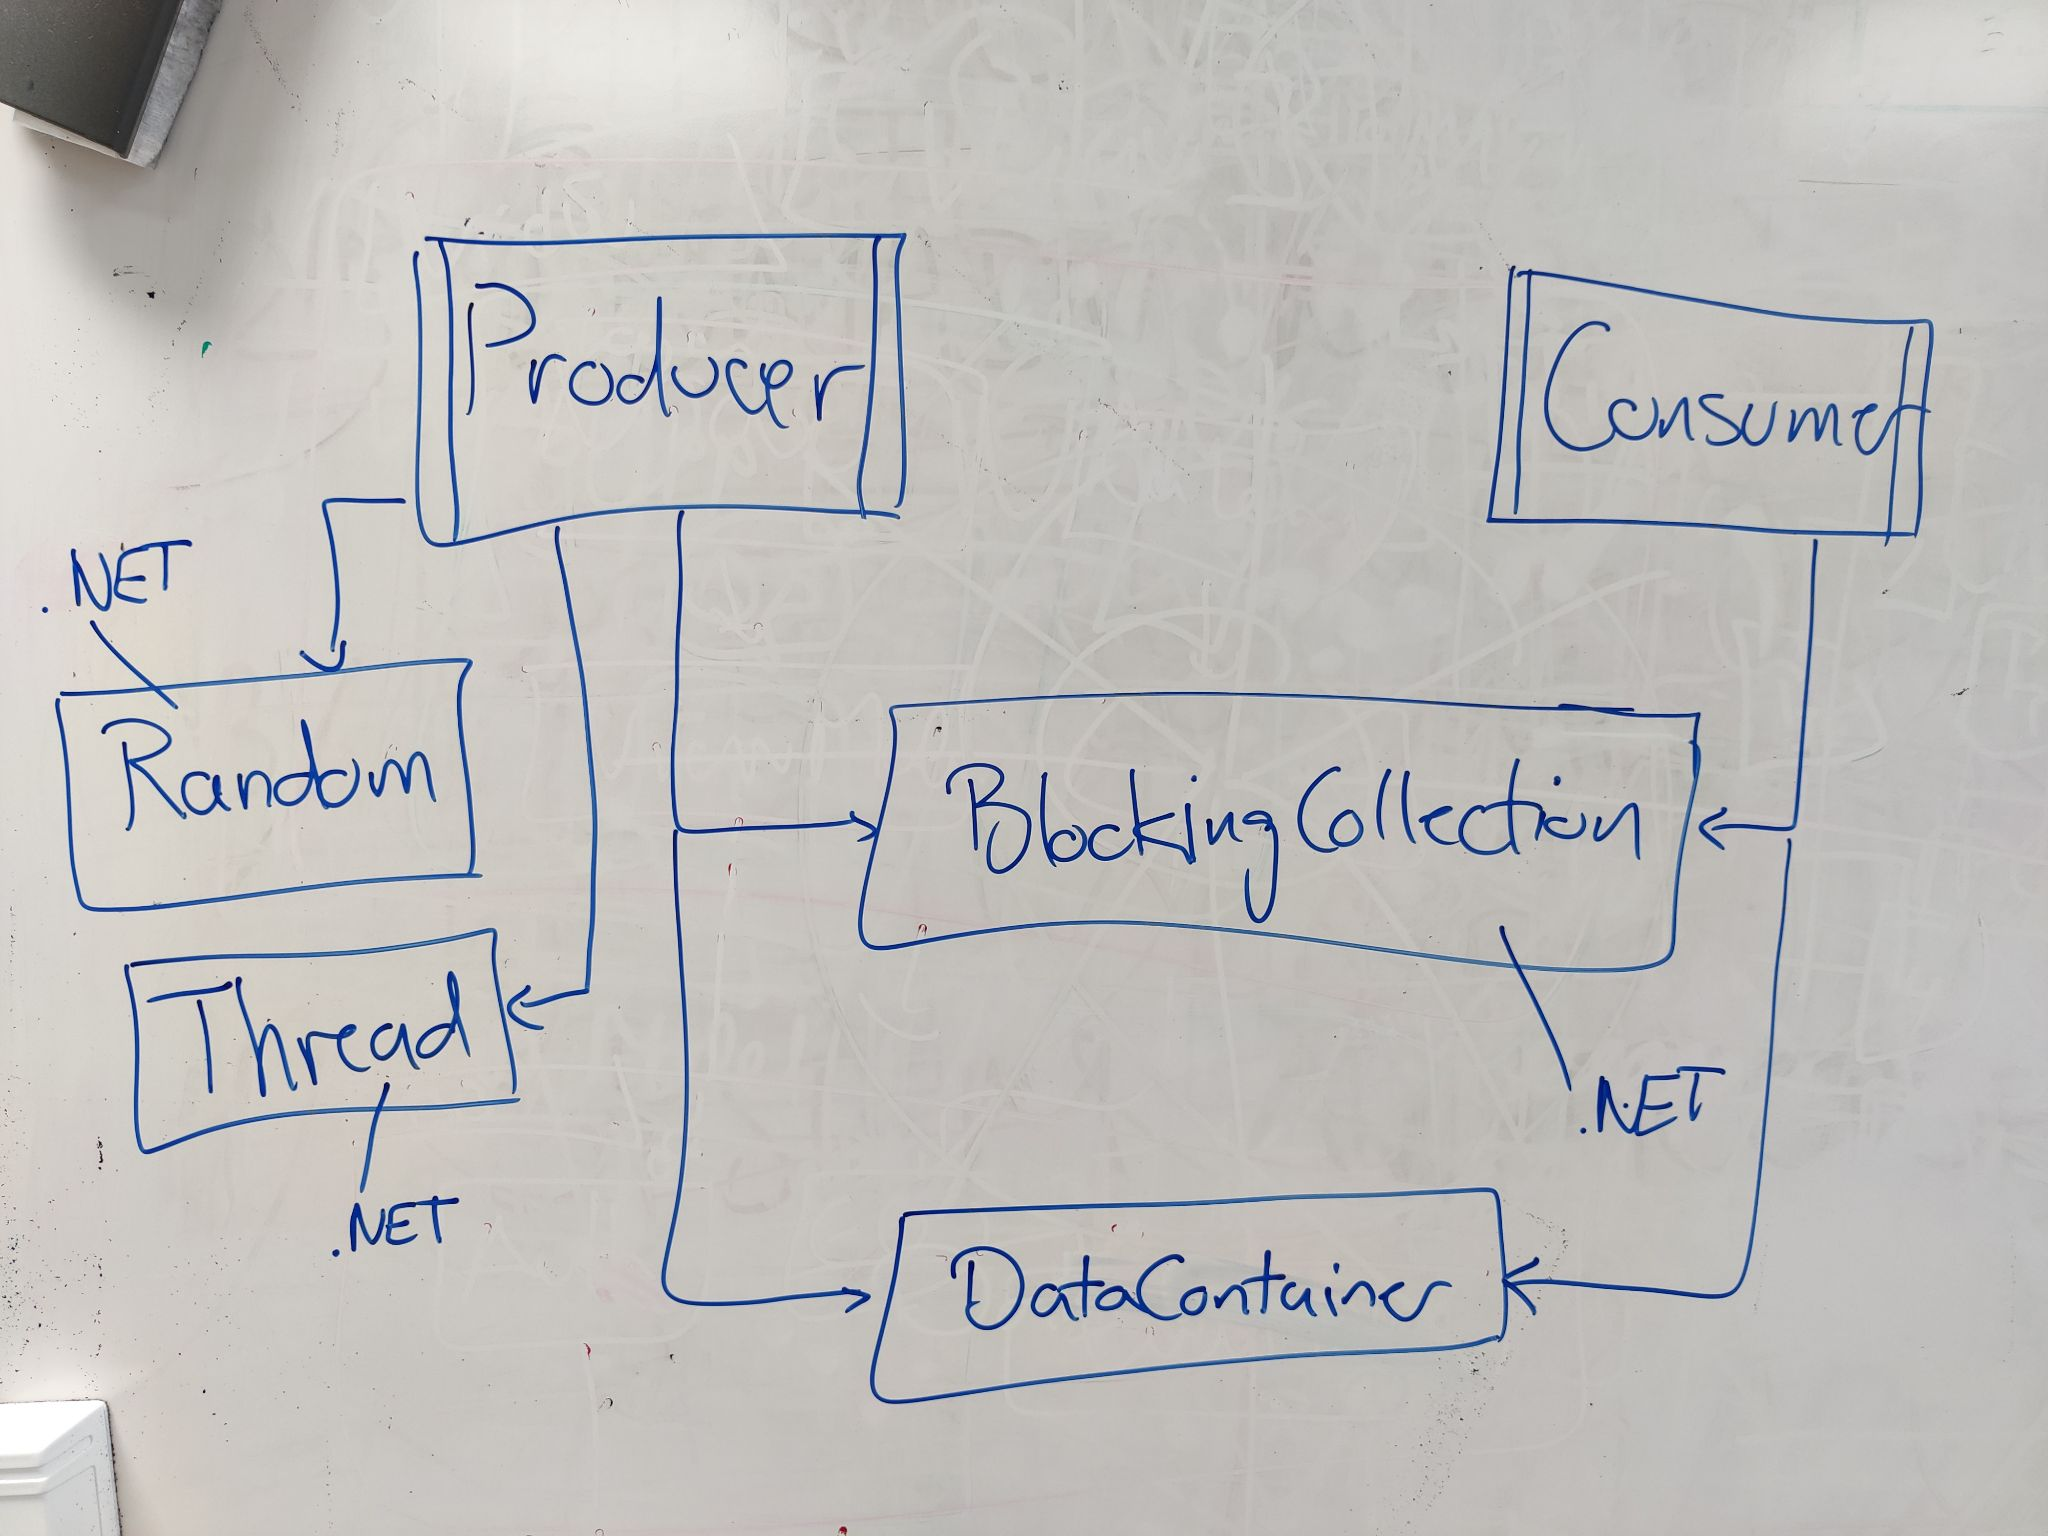 Producer
Consumer
.NET
Random
BlockingCollection
Thread
.NET
.NET
DataContainer